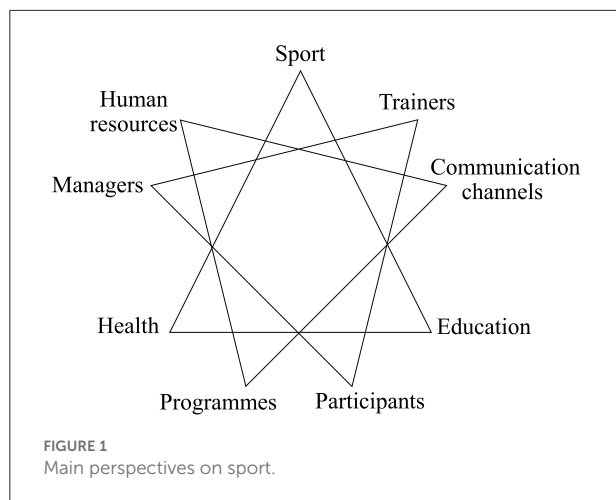 Sport
Human
resources
Trainers
Communication
channels
Managers
Health
Education
Programmes
Participants
FIGURE 1
Main perspectives on sport.